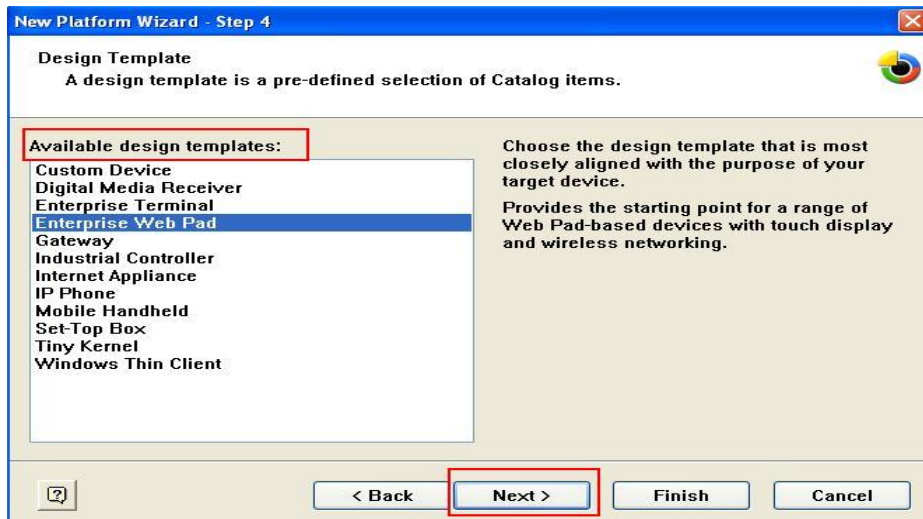 New Platform Wizard - Step 4
Design Template
A design template is a pre-defined selection of Catalog items.
Available design templates:
Custom Device
Digital Media Receiver
Enterprise Terminal
Enterprise Web Pad
Gateway
Industrial Controller
Internet Appliance
IP Phone
Mobile Handheld
Set-Top Box
Tiny Kernel
Windows Thin Client
Choose the design template that is most
closely aligned with the purpose of your
target device.
Provides the starting point for a range of
Web Pad-based devices with touch display
and wireless networking.
< Back
Next >
Finish
Cancel